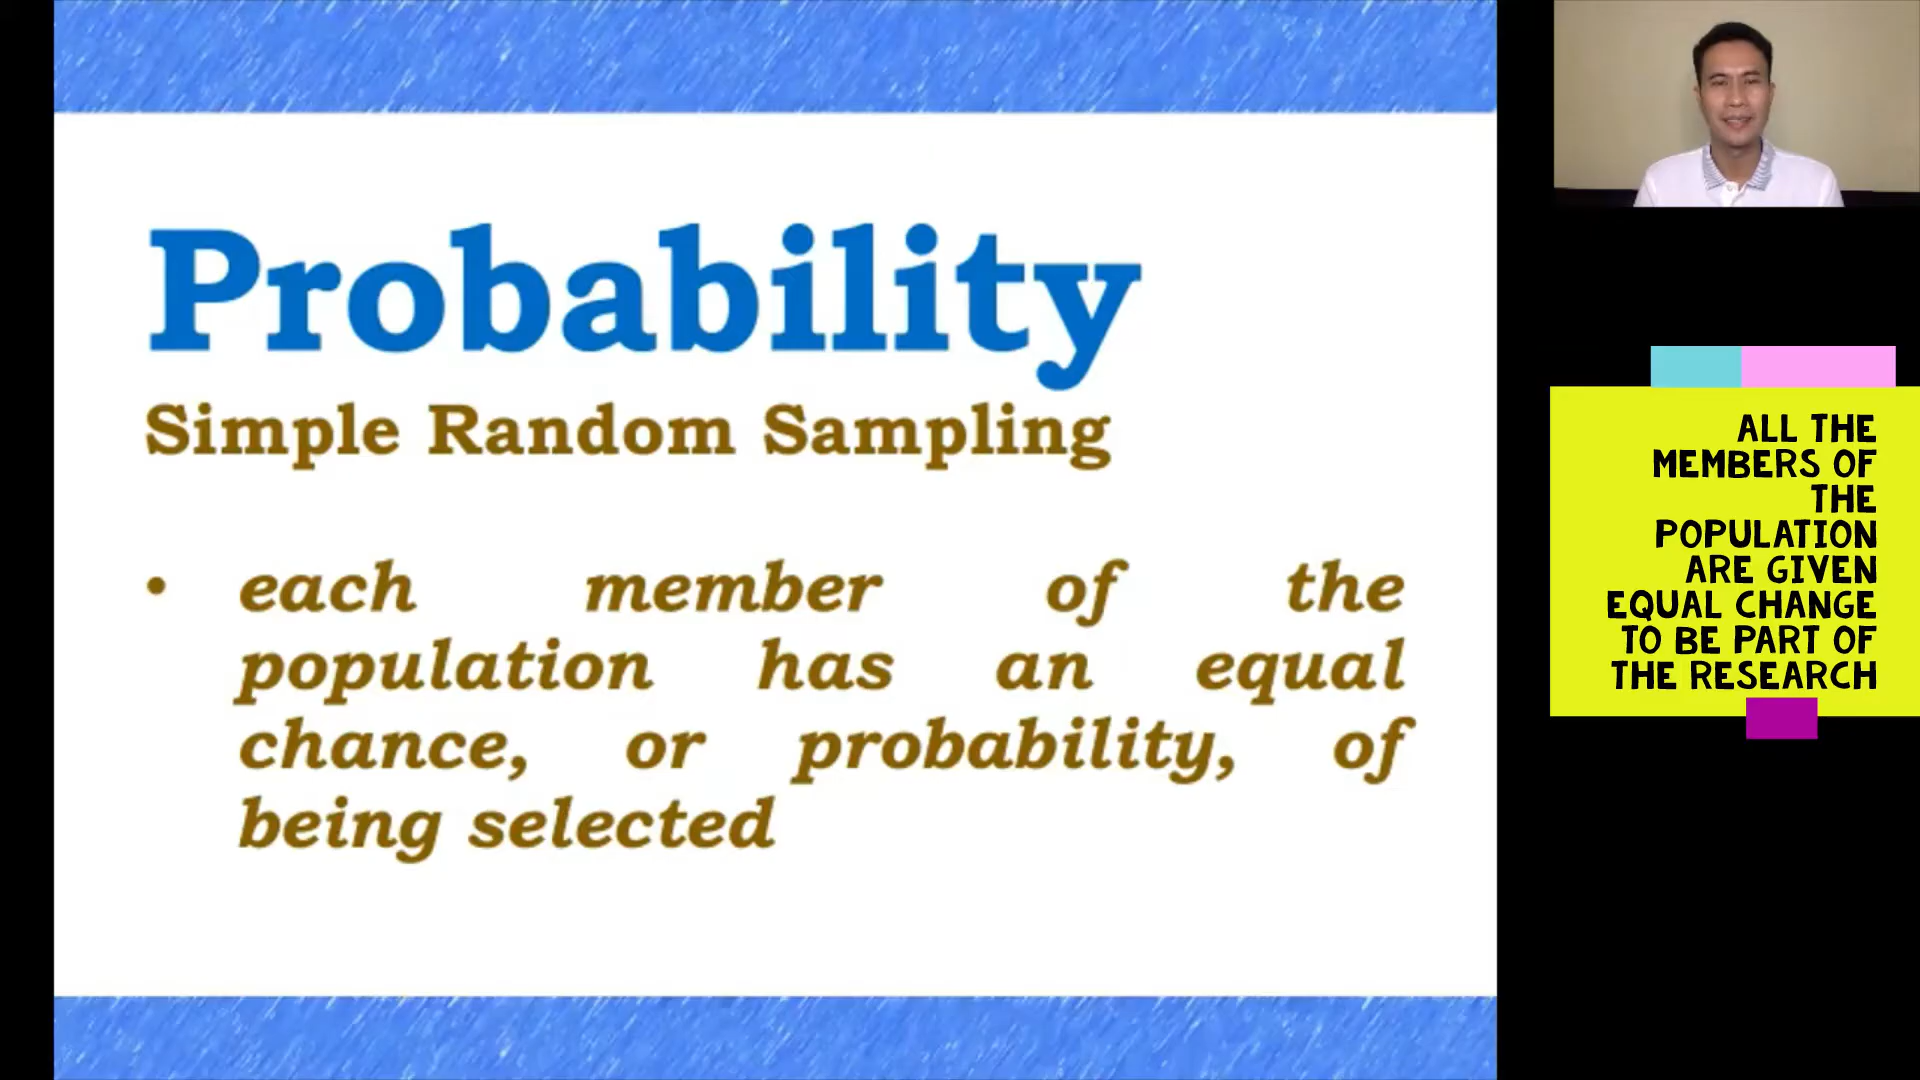 Probability
Simple Random Sampling
• each member of the
population has an equal
chance, or probability, of
being selected
ALL THE
MEMBERS OF
THE
POPULATION
ARE GIVEN
EQUAL CHANGE
TO BE PART OF
THE RESEARCH